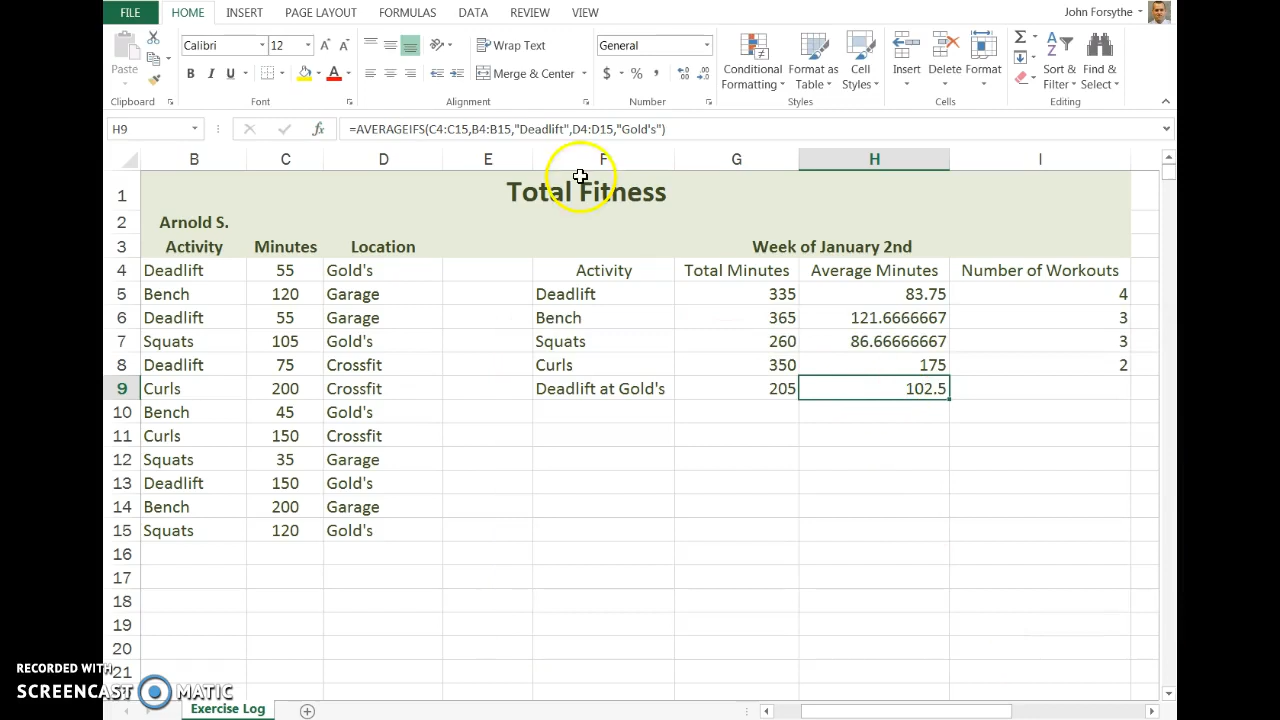 FILE HOME INSERT PAGE LAYOUT FORMULAS DATA REVIEW VIEW John Forsythe
Calibri 12 Wrap Text General
Paste B I U Merge & Center $ % , Conditional Formatting Format as Table Cell Styles Insert Delete Format Sort & Filter Find & Select
Clipboard Font Alignment Number Styles Cells Editing
H9 fx =AVERAGEIFS(C4:C15,B4:B15,"Deadlift",D4:D15,"Gold's")
B C D E F G H I
1 Total Fitness
2 Arnold S.
3 Activity Minutes Location Week of January 2nd
4 Deadlift 55 Gold's Activity Total Minutes Average Minutes Number of Workouts
5 Bench 120 Garage Deadlift 335 83.75 4
6 Deadlift 55 Garage Bench 365 121.6666667 3
7 Squats 105 Gold's Squats 260 86.66666667 3
8 Deadlift 75 Crossfit Curls 350 175 2
9 Curls 200 Crossfit Deadlift at Gold's 205 102.5
10 Bench 45 Gold's
11 Curls 150 Crossfit
12 Squats 35 Garage
13 Deadlift 150 Gold's
14 Bench 200 Garage
15 Squats 120 Gold's
16
17
18
19
20
21
RECORDED WITH
SCREENCAST MATIC
Exercise Log